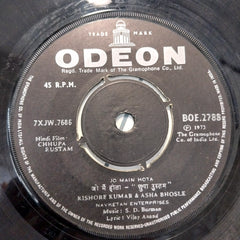 TRADE MARK
ODEON
Regd. Trade Mark of The Gramophone Co., Ltd.
45 R.P.M.
7XJW.7686
BOE.2788
Hindi Film :
CHHUPA
RUSTAM
℗ 1973
The Gramophone
Co. of India Ltd.
JO MAIN HOTA
जो मैं होता - "छुपा रुस्तम"
KISHORE KUMAR & ASHA BHOSLE
NAVKETAN ENTERPRISES
Music : S. D. Burman
Lyric : Vijay Anand